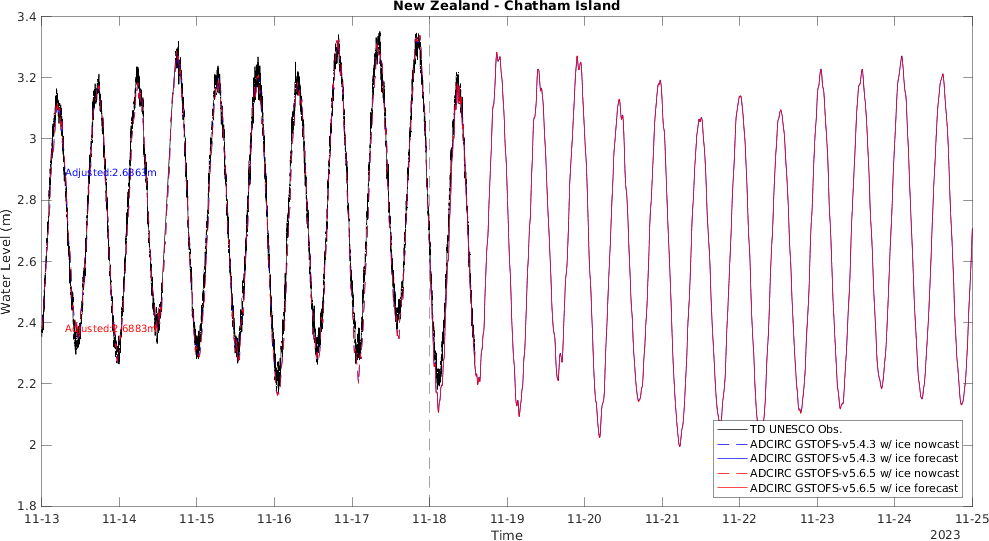 New Zealand - Chatham Island
3.4
3.2
3
2.8
2.6
2.4
2.2
2
1.8
Water Level (m)
Adjusted:2.6863m
Adjusted:2.6883m
TD UNESCO Obs.
ADCIRC GSTOFS-v5.4.3 w/ ice nowcast
ADCIRC GSTOFS-v5.4.3 w/ ice forecast
ADCIRC GSTOFS-v5.6.5 w/ ice nowcast
ADCIRC GSTOFS-v5.6.5 w/ ice forecast
11-13 11-14 11-15 11-16 11-17 11-18 11-19 11-20 11-21 11-22 11-23 11-24 11-25
Time
2023